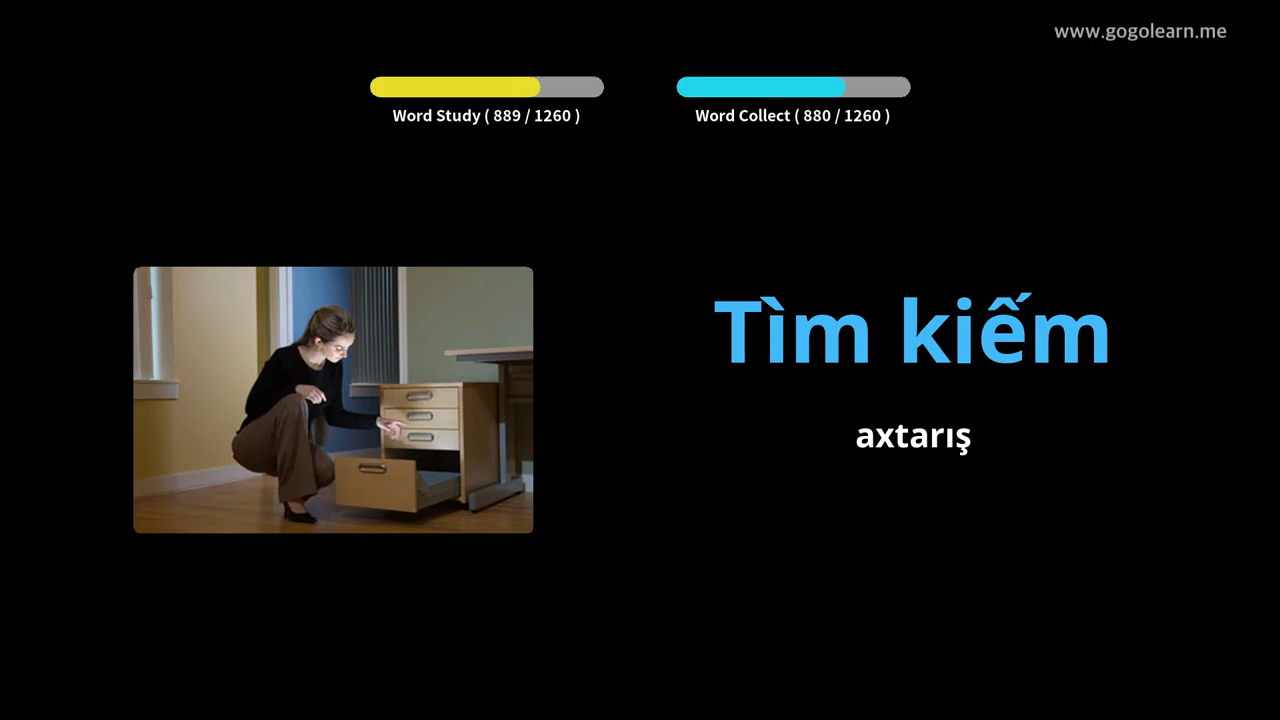 www.gogolearn.me
Word Study ( 889 / 1260 )
Word Collect ( 880 / 1260 )
Tìm kiếm
axtarış